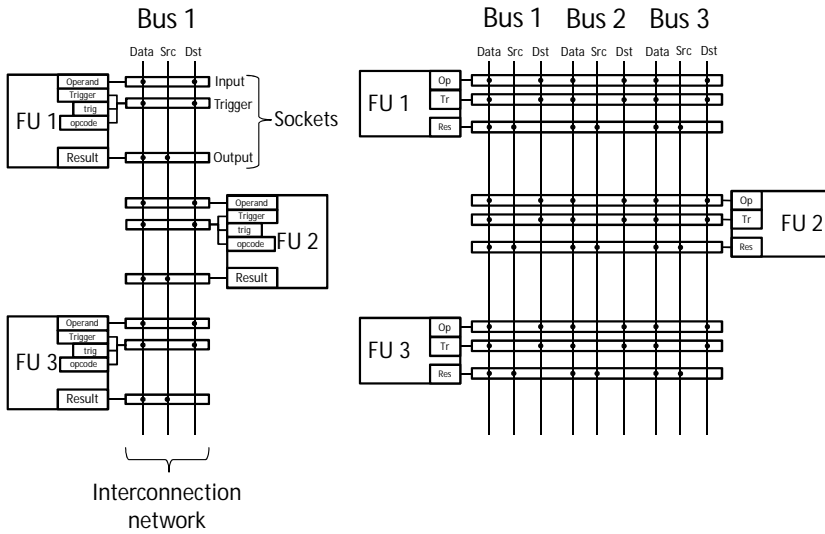 Bus 1
Data Src Dst
FU 1
Operand
Trigger
trig
opcode
Result
Input
Trigger
Output
Sockets
FU 2
Operand
Trigger
trig
opcode
Result
FU 3
Operand
Trigger
trig
opcode
Result
Interconnection
network
Bus 1 Bus 2 Bus 3
Data Src Dst Data Src Dst Data Src Dst
FU 1
Op
Tr
Res
Op
Tr
Res
FU 2
FU 3
Op
Tr
Res